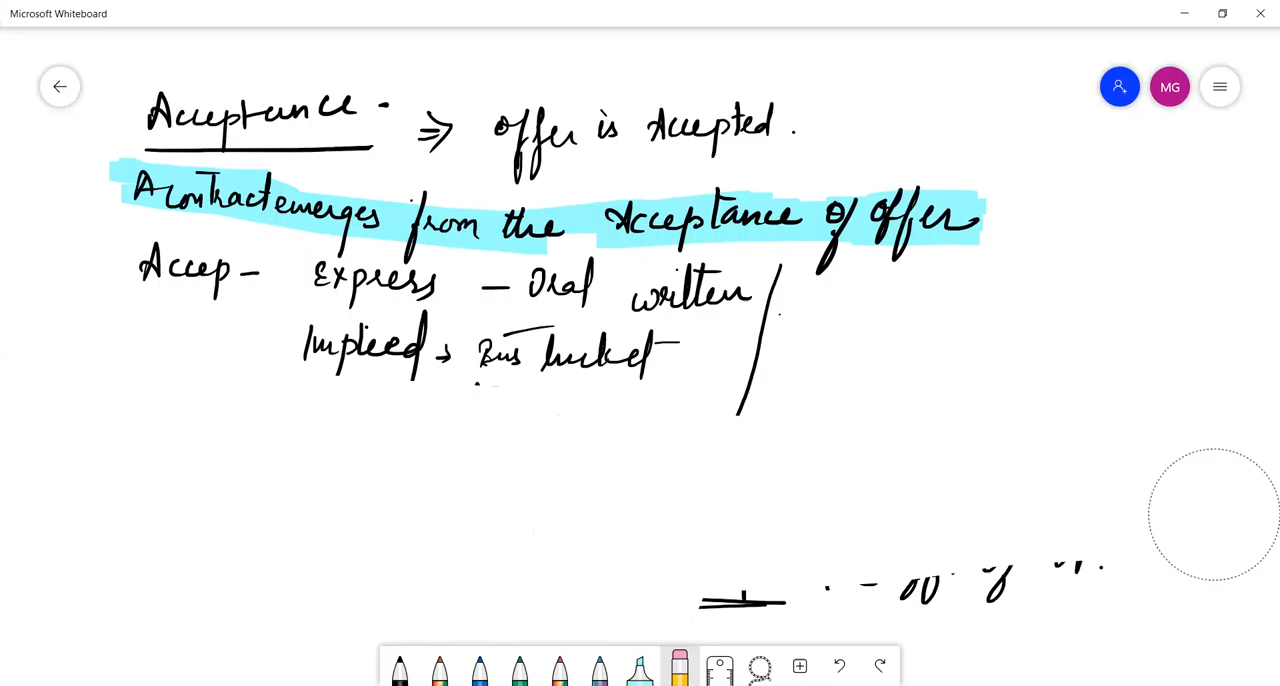 Microsoft Whiteboard
MG
Acceptance. ⇒ Offer is Accepted.
A contract emerges from the Acceptance of Offer
Accep - Express - Oral written /
Implied → Bus